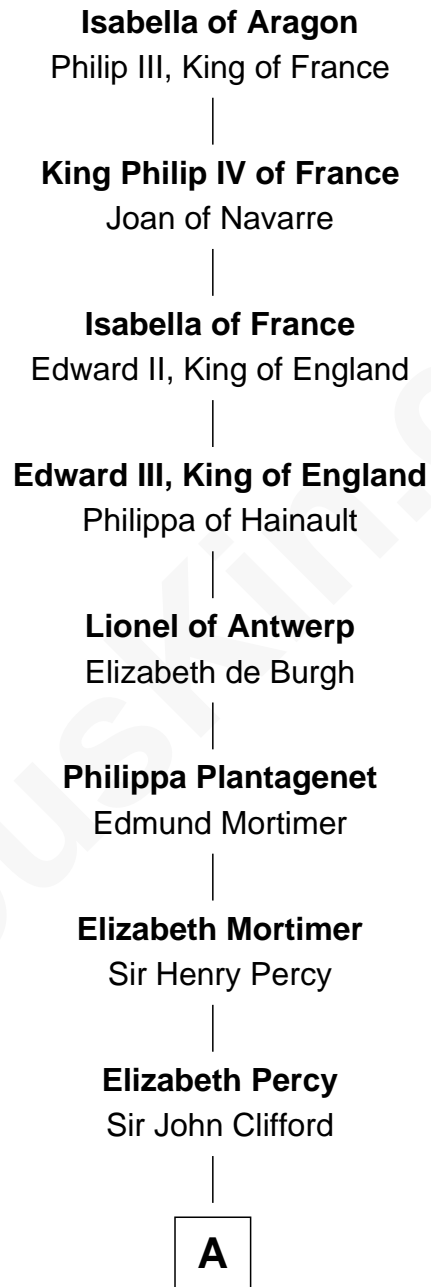 Isabella of Aragon
Philip III, King of France
King Philip IV of France
Joan of Navarre
Isabella of France
Edward II, King of England
Edward III, King of England
Philippa of Hainault
Lionel of Antwerp
Elizabeth de Burgh
Philippa Plantagenet
Edmund Mortimer
Elizabeth Mortimer
Sir Henry Percy
Elizabeth Percy
Sir John Clifford
A